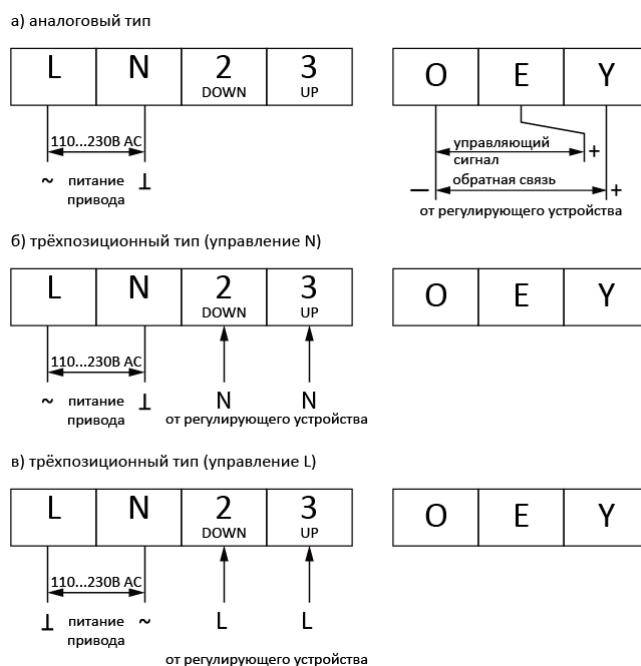 а) аналоговый тип
L N 2 3 O E Y
DOWN UP
110...230В AC
управляющий
сигнал +
~ питание ⊥
привода
обратная связь
— +
от регулирующего устройства
б) трёхпозиционный тип (управление N)
L N 2 3 O E Y
DOWN UP
110...230В AC
~ питание ⊥ N N
привода
от регулирующего устройства
в) трёхпозиционный тип (управление L)
L N 2 3 O E Y
DOWN UP
110...230В AC
⊥ питание ~ L L
привода
от регулирующего устройства